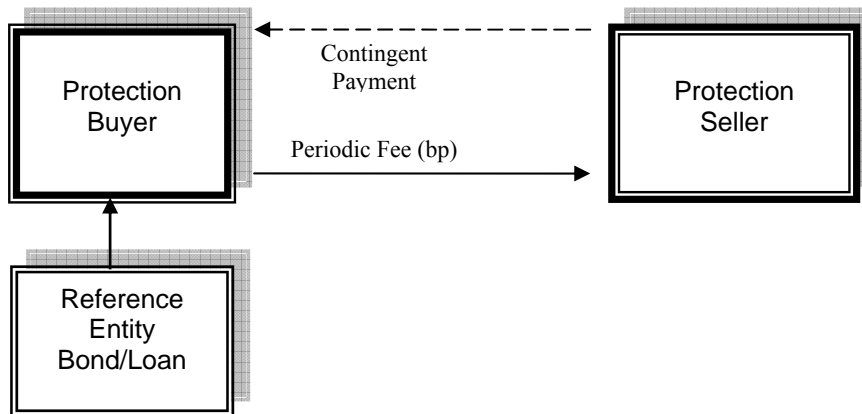 Protection
Buyer
Contingent
Payment
Protection
Seller
Periodic Fee (bp)
Reference
Entity
Bond/Loan